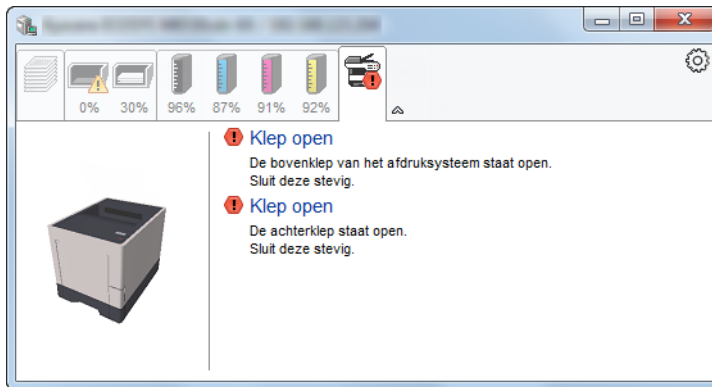 0%
30%
96%
87%
91%
92%
Klep open
De bovenklep van het afdruksysteem staat open.
Sluit deze stevig.
Klep open
De achterklep staat open.
Sluit deze stevig.